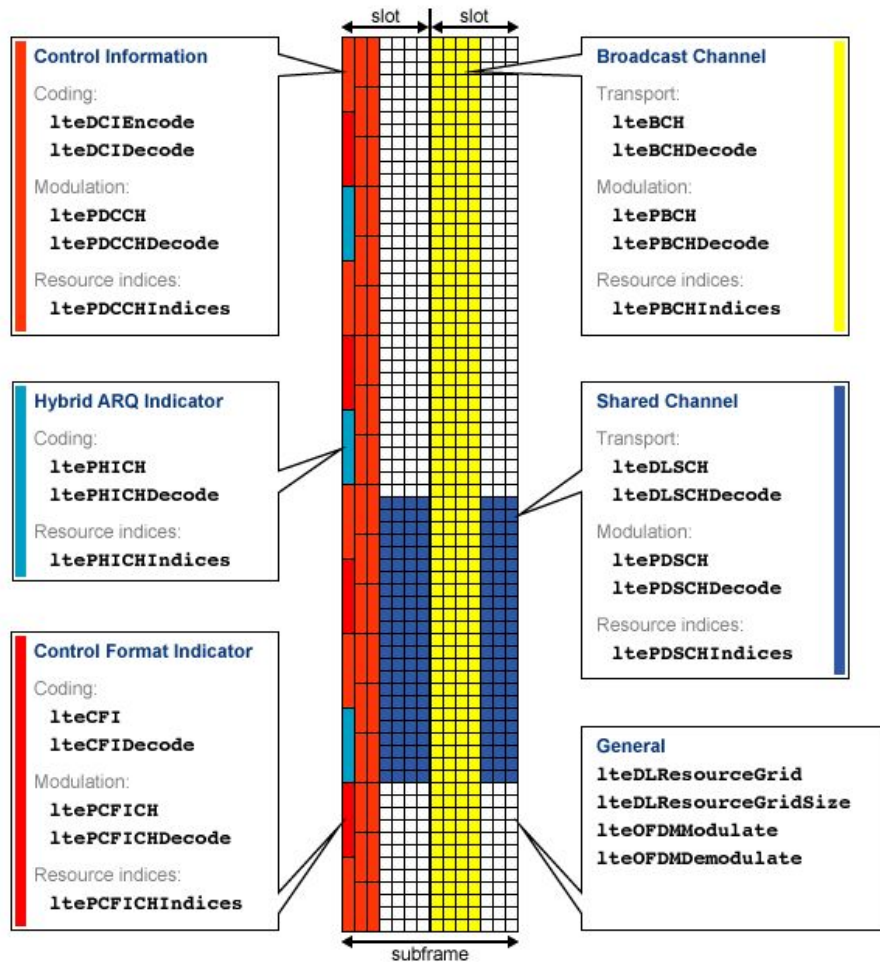 slot
slot
Control Information
Coding:
lteDCIEncode
lteDCIDecode
Modulation:
ltePDCCH
ltePDCCHDecode
Resource indices:
ltePDCCHIndices
Hybrid ARQ Indicator
Coding:
ltePHICH
ltePHICHDecode
Resource indices:
ltePHICHIndices
Control Format Indicator
Coding:
lteCFI
lteCFIDecode
Modulation:
ltePCFICH
ltePCFICHDecode
Resource indices:
ltePCFICHIndices
Broadcast Channel
Transport:
lteBCH
lteBCHDecode
Modulation:
ltePBCH
ltePBCHDecode
Resource indices:
ltePBCHIndices
Shared Channel
Transport:
lteDLSCH
lteDLSCHDecode
Modulation:
ltePDSCH
ltePDSCHDecode
Resource indices:
ltePDSCHIndices
General
lteDLResourceGrid
lteDLResourceGridSize
lteOFDMModulate
lteOFDMDemodulate
subframe